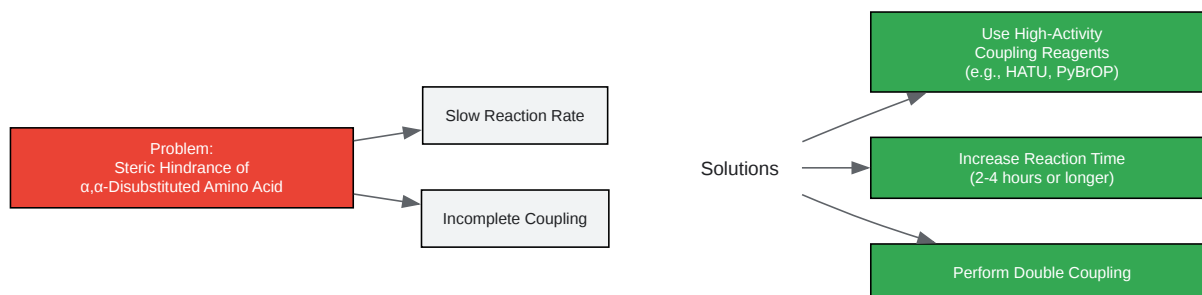 Problem:
Steric Hindrance of
α,α-Disubstituted Amino Acid
Slow Reaction Rate
Incomplete Coupling
Solutions
Use High-Activity
Coupling Reagents
(e.g., HATU, PyBrOP)
Increase Reaction Time
(2-4 hours or longer)
Perform Double Coupling